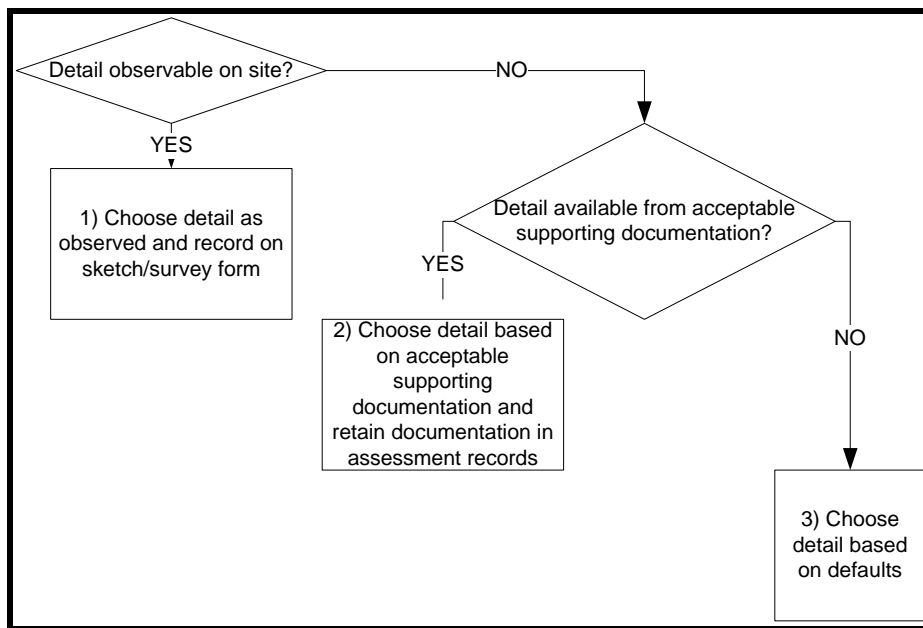 Detail observable on site?
NO
YES
1) Choose detail as
observed and record on
sketch/survey form
Detail available from acceptable
supporting documentation?
YES
2) Choose detail based
on acceptable
supporting
documentation and
retain documentation in
assessment records
NO
3) Choose
detail based
on defaults